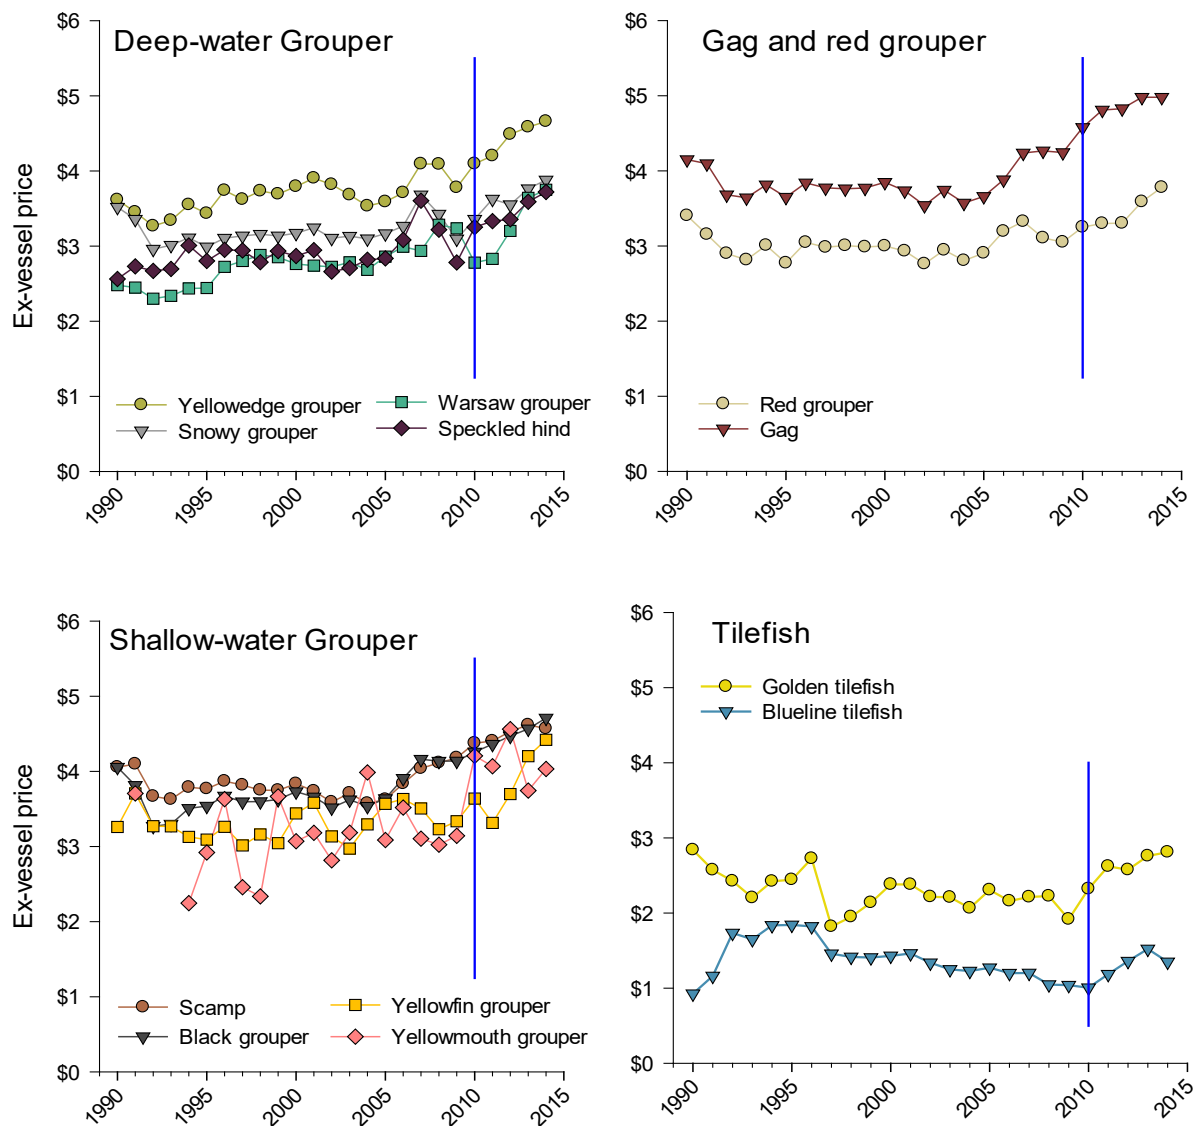 Deep-water Grouper
Ex-vessel price
$6
$5
$4
$3
$2
$1
$0
Yellowedge grouper
Snowy grouper
Warsaw grouper
Speckled hind
1990
1995
2000
2005
2010
2015
Gag and red grouper
$6
$5
$4
$3
$2
$1
$0
Red grouper
Gag
1990
1995
2000
2005
2010
2015
Shallow-water Grouper
Ex-vessel price
$6
$5
$4
$3
$2
$1
$0
Scamp
Black grouper
Yellowfin grouper
Yellowmouth grouper
1990
1995
2000
2005
2010
2015
Tilefish
Golden tilefish
Blueline tilefish
$6
$5
$4
$3
$2
$1
$0
1990
1995
2000
2005
2010
2015